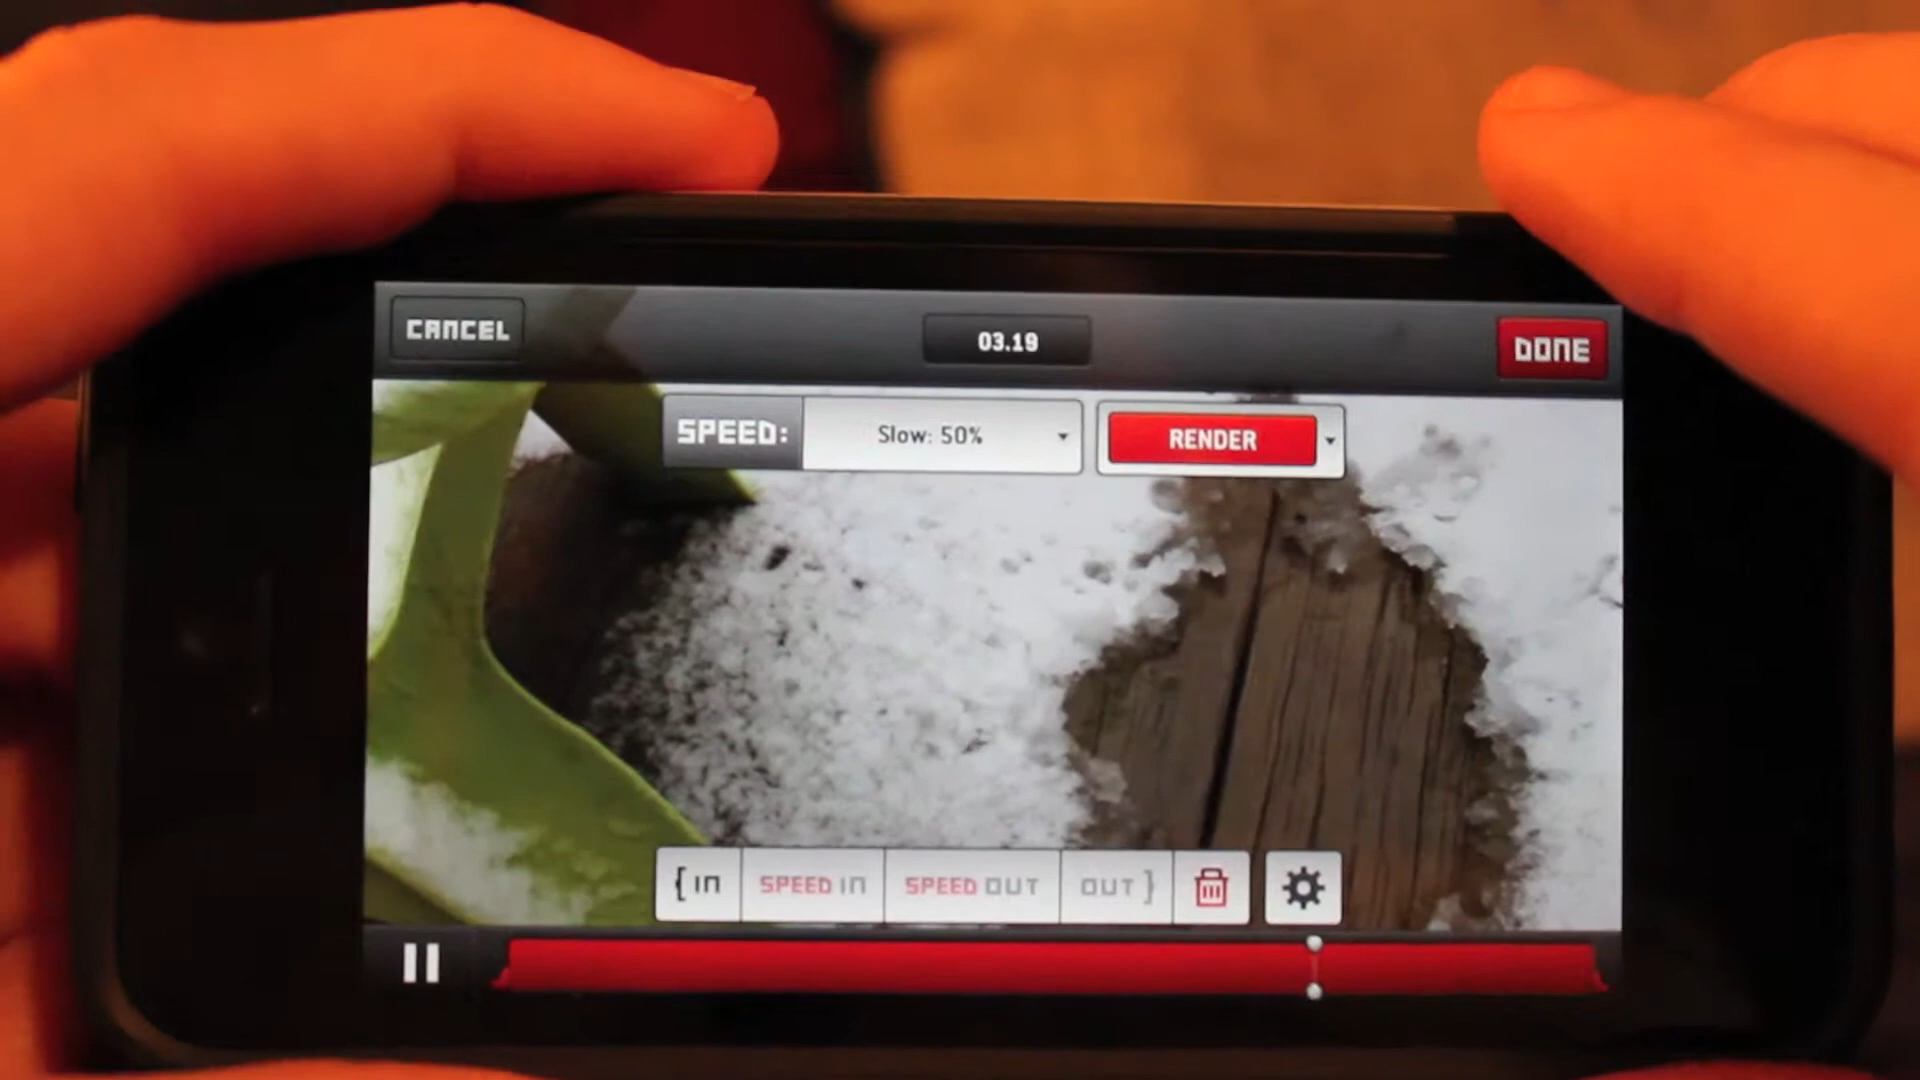 CANCEL
03.19
DONE
SPEED:
Slow: 50%
RENDER
{IN
SPEED IN
SPEED OUT
OUT}